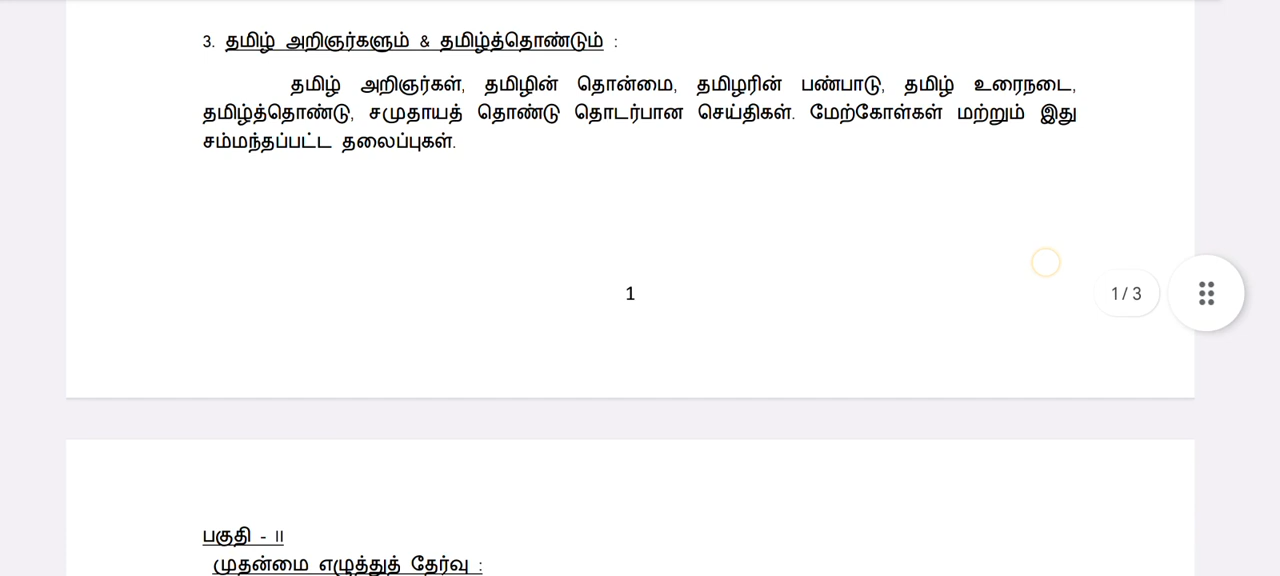 3. தமிழ் அறிஞர்களும் & தமிழ்த்தொண்டும் :
தமிழ் அறிஞர்கள், தமிழின் தொன்மை, தமிழரின் பண்பாடு, தமிழ் உரைநடை,
தமிழ்த்தொண்டு, சமுதாயத் தொண்டு தொடர்பான செய்திகள். மேற்கோள்கள் மற்றும் இது
சம்மந்தப்பட்ட தலைப்புகள்.
1
1 / 3
பகுதி - II
முதன்மை எழுத்துத் தேர்வு :